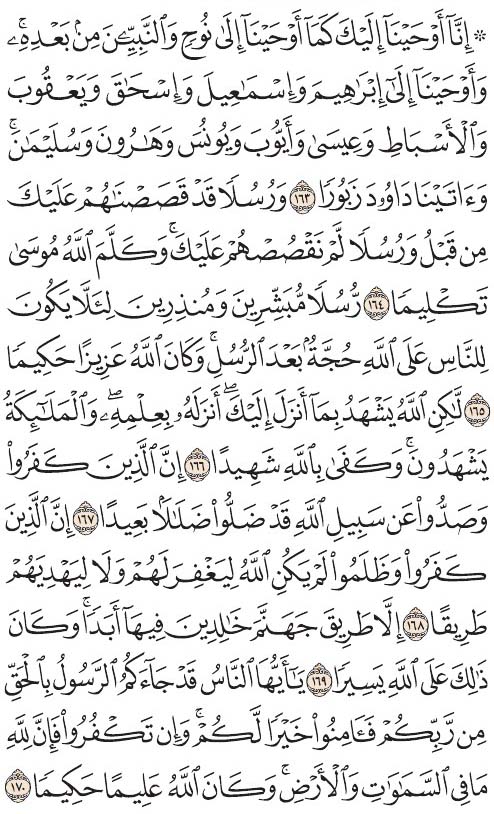 ۞ إِنَّآ أَوْحَيْنَآ إِلَيْكَ كَمَآ أَوْحَيْنَآ إِلَىٰ نُوحٍ وَٱلنَّبِيِّـۧنَ مِنۢ بَعْدِهِۦۚ
وَأَوْحَيْنَآ إِلَىٰٓ إِبْرَٰهِيمَ وَإِسْمَٰعِيلَ وَإِسْحَٰقَ وَيَعْقُوبَ
وَٱلْأَسْبَاطِ وَعِيسَىٰ وَأَيُّوبَ وَيُونُسَ وَهَٰرُونَ وَسُلَيْمَٰنَۚ
وَءَاتَيْنَا دَاوُۥدَ زَبُورًا ١٦٣ وَرُسُلًا قَدْ قَصَصْنَٰهُمْ عَلَيْكَ
مِن قَبْلُ وَرُسُلًا لَّمْ نَقْصُصْهُمْ عَلَيْكَۚ وَكَلَّمَ ٱللَّهُ مُوسَىٰ
تَكْلِيمًا ١٦٤ رُّسُلًا مُّبَشِّرِينَ وَمُنذِرِينَ لِئَلَّا يَكُونَ
لِلنَّاسِ عَلَى ٱللَّهِ حُجَّةٌۢ بَعْدَ ٱلرُّسُلِۚ وَكَانَ ٱللَّهُ عَزِيزًا حَكِيمًا
١٦٥ لَّٰكِنِ ٱللَّهُ يَشْهَدُ بِمَآ أَنزَلَ إِلَيْكَۖ أَنزَلَهُۥ بِعِلْمِهِۦۖ وَٱلْمَلَٰٓئِكَةُ
يَشْهَدُونَۚ وَكَفَىٰ بِٱللَّهِ شَهِيدًا ١٦٦ إِنَّ ٱلَّذِينَ كَفَرُوا۟
وَصَدُّوا۟ عَن سَبِيلِ ٱللَّهِ قَدْ ضَلُّوا۟ ضَلَٰلًۢا بَعِيدًا ١٦٧ إِنَّ ٱلَّذِينَ
كَفَرُوا۟ وَظَلَمُوا۟ لَمْ يَكُنِ ٱللَّهُ لِيَغْفِرَ لَهُمْ وَلَا لِيَهْدِيَهُمْ
طَرِيقًا ١٦٨ إِلَّا طَرِيقَ جَهَنَّمَ خَٰلِدِينَ فِيهَآ أَبَدًاۚ وَكَانَ
ذَٰلِكَ عَلَى ٱللَّهِ يَسِيرًا ١٦٩ يَٰٓأَيُّهَا ٱلنَّاسُ قَدْ جَآءَكُمُ ٱلرَّسُولُ بِٱلْحَقِّ
مِن رَّبِّكُمْ فَـَٔامِنُوا۟ خَيْرًا لَّكُمْۚ وَإِن تَكْفُرُوا۟ فَإِنَّ لِلَّهِ
مَا فِى ٱلسَّمَٰوَٰتِ وَٱلْأَرْضِۚ وَكَانَ ٱللَّهُ عَلِيمًا حَكِيمًا ١٧٠